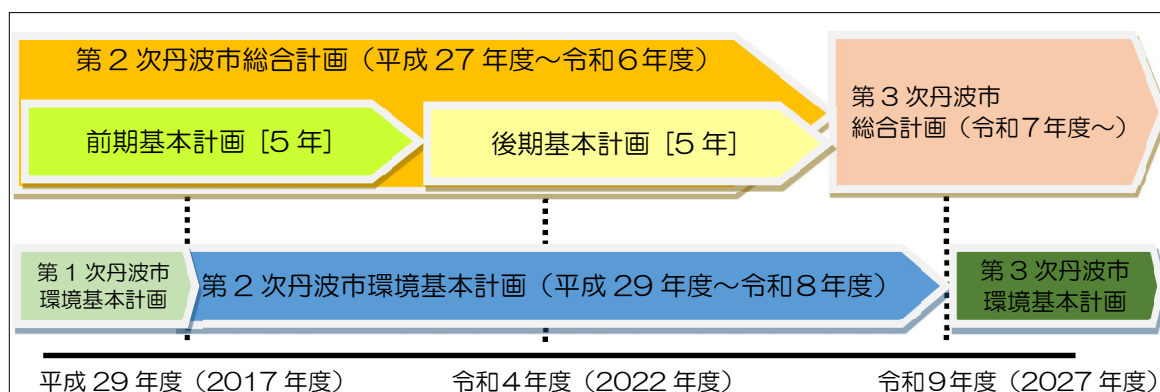 第2次丹波市総合計画（平成27年度～令和6年度）
前期基本計画［5年］
後期基本計画［5年］
第3次丹波市
総合計画（令和7年度～）
第1次丹波市
環境基本計画
第2次丹波市環境基本計画（平成29年度～令和8年度）
第3次丹波市
環境基本計画
平成29年度（2017年度）
令和4年度（2022年度）
令和9年度（2027年度）